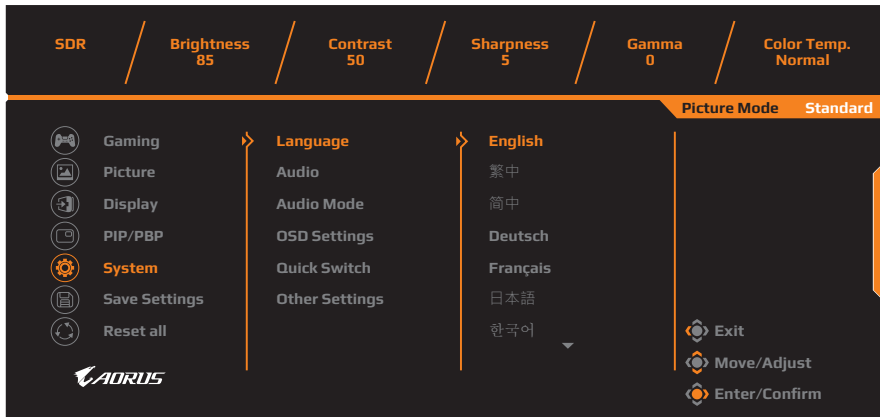 SDR
Brightness
85
Contrast
50
Sharpness
5
Gamma
0
Color Temp.
Normal
Picture Mode Standard
Gaming
Picture
Display
PIP/PBP
System
Save Settings
Reset all
Language
Audio
Audio Mode
OSD Settings
Quick Switch
Other Settings
English
繁中
简中
Deutsch
Français
日本語
한국어
Exit
Move/Adjust
Enter/Confirm
AORUS